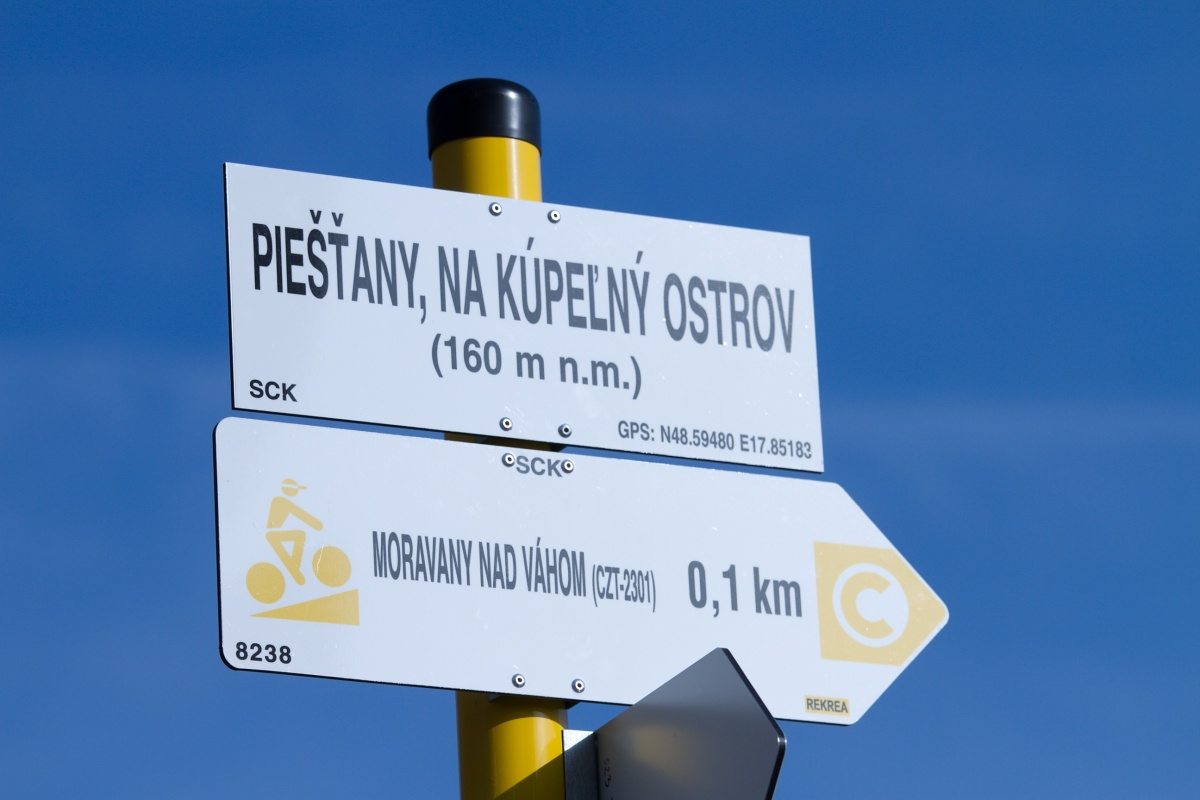 PIEŠŤANY, NA KÚPEĽNÝ OSTROV
(160 m n.m.)
SCK
GPS: N48.59480 E17.85183
SCK
MORAVANY NAD VÁHOM (CZT-2301) 0,1 km
C
8238
REKREA